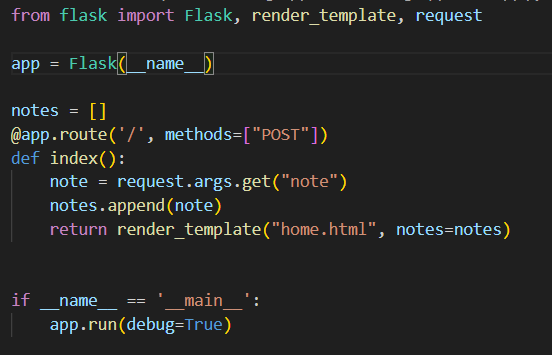 from flask import Flask, render_template, request
app = Flask(__name__)
notes = []
@app.route('/', methods=["POST"])
def index():
    note = request.args.get("note")
    notes.append(note)
    return render_template("home.html", notes=notes)
if __name__ == '__main__':
    app.run(debug=True)